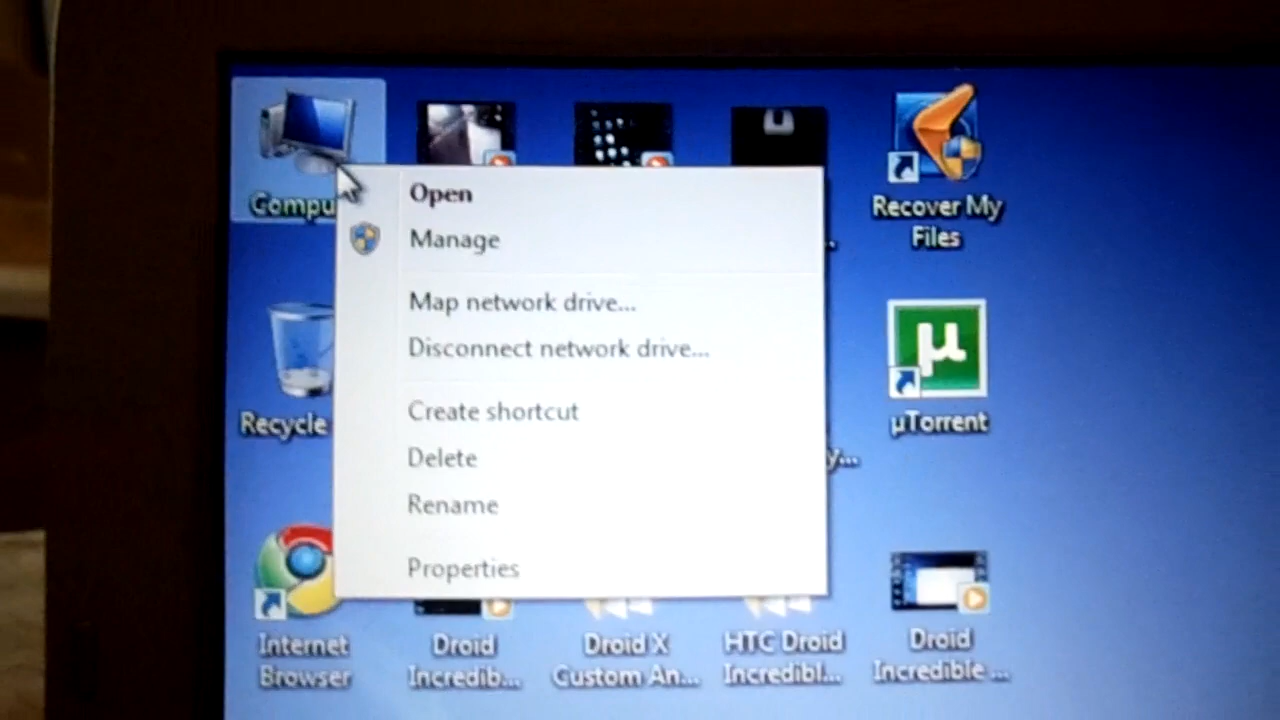 Compu
Open
Manage
Map network drive...
Disconnect network drive...
Create shortcut
Delete
Rename
Properties
Recycle
Internet
Browser
Droid
Incredib...
Droid X
Custom An...
HTC Droid
Incredibl...
Recover My
Files
µ
µTorrent
y...
Droid
Incredible ...